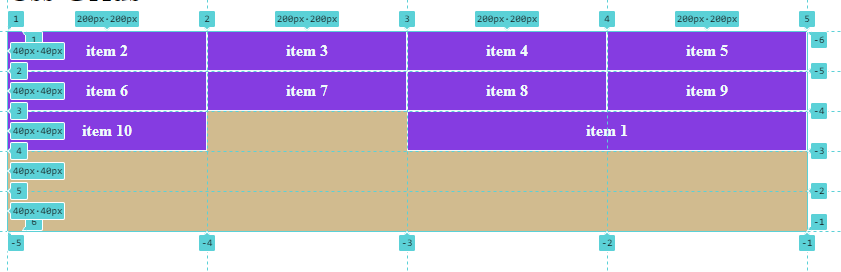 1 200px·200px 2 200px·200px 3 200px·200px 4 200px·200px 5
1 -6
40px·40px item 2 item 3 item 4 item 5
2 -5
40px·40px item 6 item 7 item 8 item 9
3 -4
40px·40px item 10 item 1
4 -3
40px·40px
5 -2
40px·40px
6 -1
-5 -4 -3 -2 -1